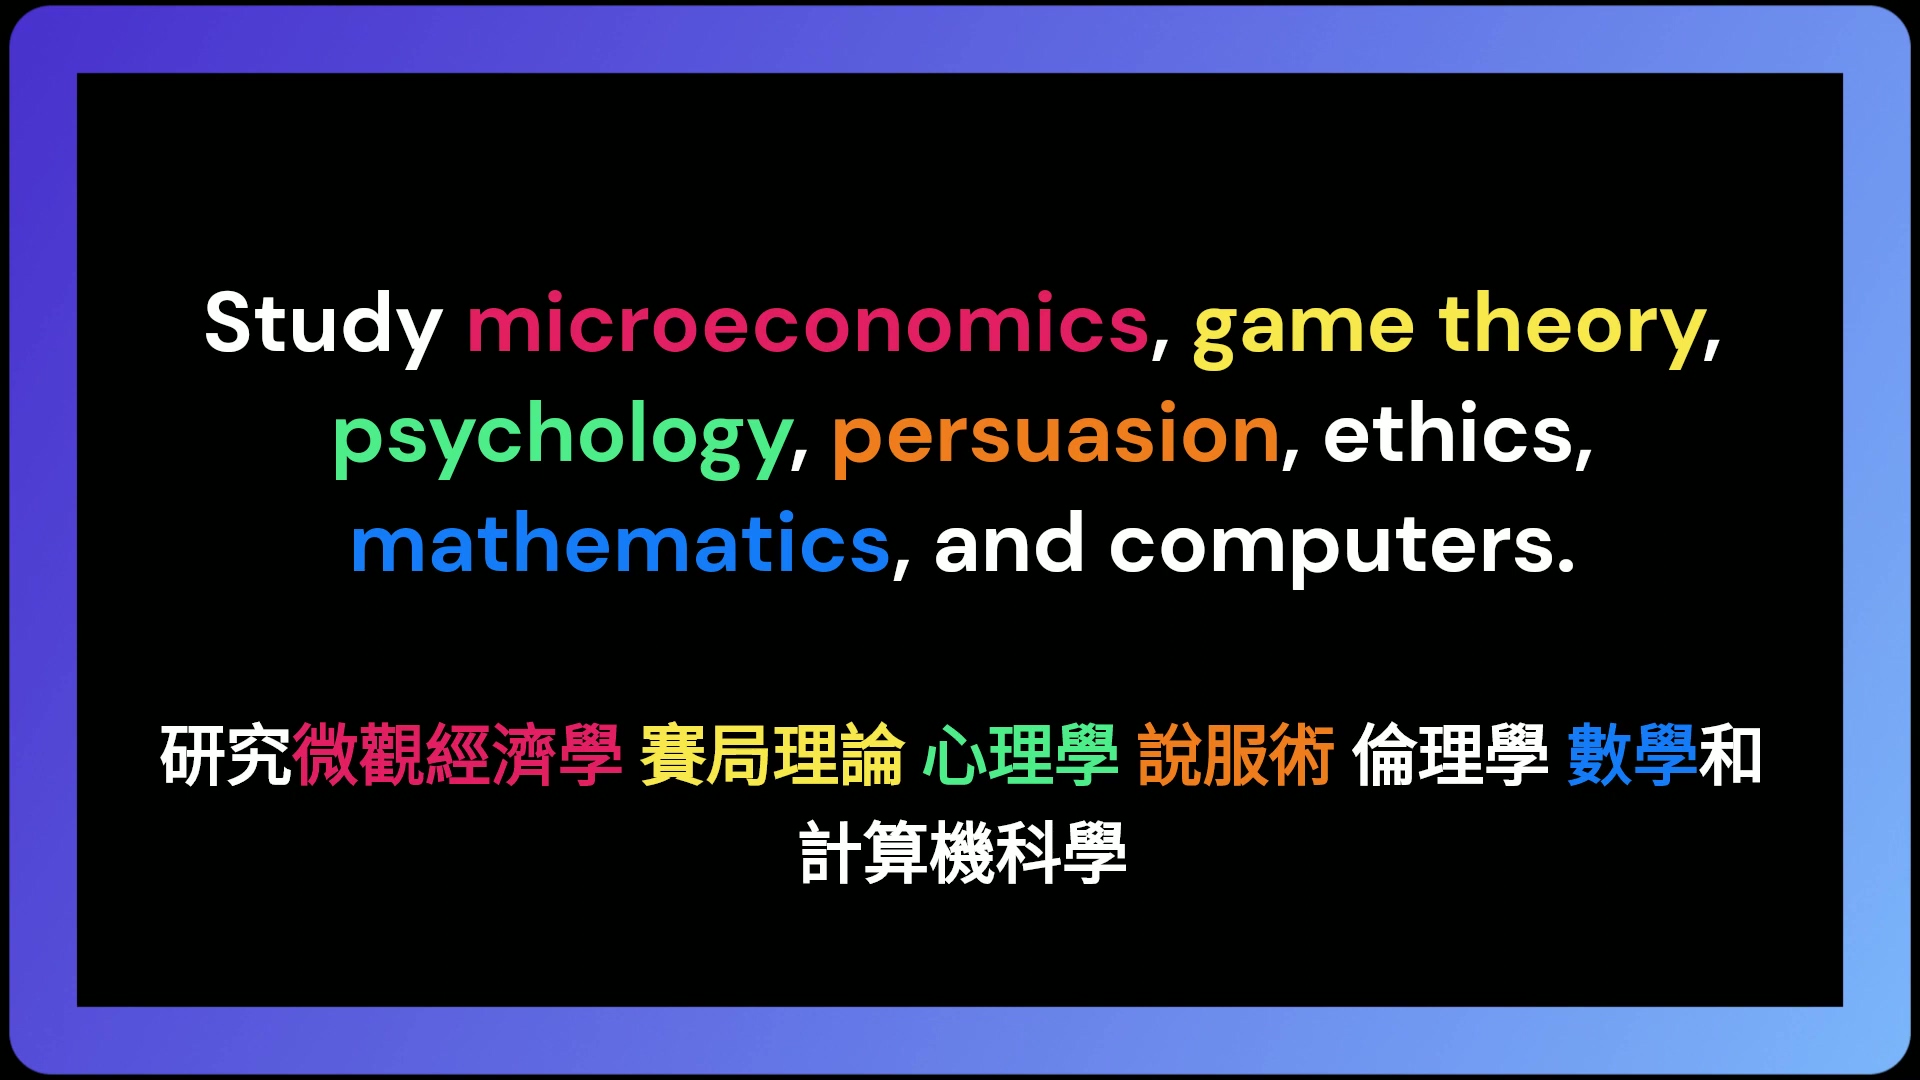 Study microeconomics, game theory,
psychology, persuasion, ethics,
mathematics, and computers.
研究微觀經濟學 賽局理論 心理學 說服術 倫理學 數學和
計算機科學